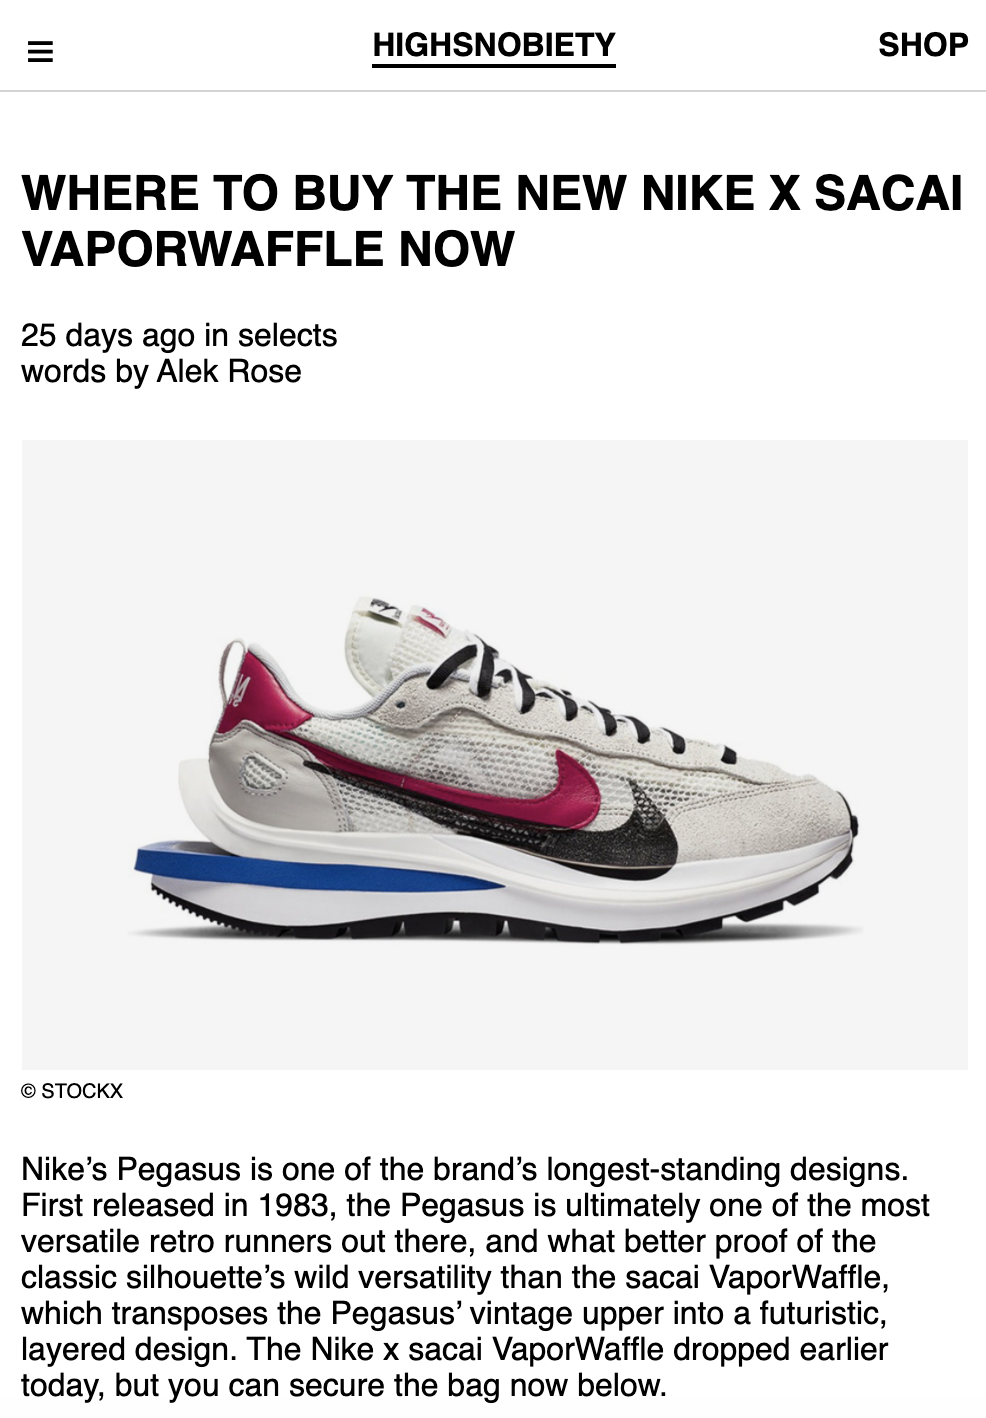 HIGHSNOBIETY
SHOP
WHERE TO BUY THE NEW NIKE X SACAI
VAPORWAFFLE NOW
25 days ago in selects
words by Alek Rose
© STOCKX
Nike’s Pegasus is one of the brand’s longest-standing designs.
First released in 1983, the Pegasus is ultimately one of the most
versatile retro runners out there, and what better proof of the
classic silhouette’s wild versatility than the sacai VaporWaffle,
which transposes the Pegasus’ vintage upper into a futuristic,
layered design. The Nike x sacai VaporWaffle dropped earlier
today, but you can secure the bag now below.